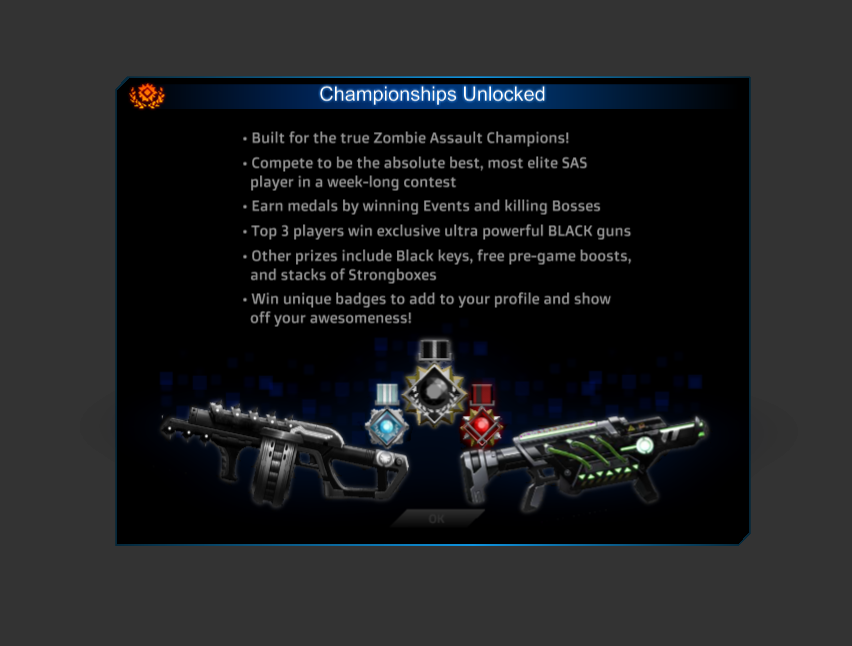 Championships Unlocked
• Built for the true Zombie Assault Champions!
• Compete to be the absolute best, most elite SAS
player in a week-long contest
• Earn medals by winning Events and killing Bosses
• Top 3 players win exclusive ultra powerful BLACK guns
• Other prizes include Black keys, free pre-game boosts,
and stacks of Strongboxes
• Win unique badges to add to your profile and show
off your awesomeness!
OK